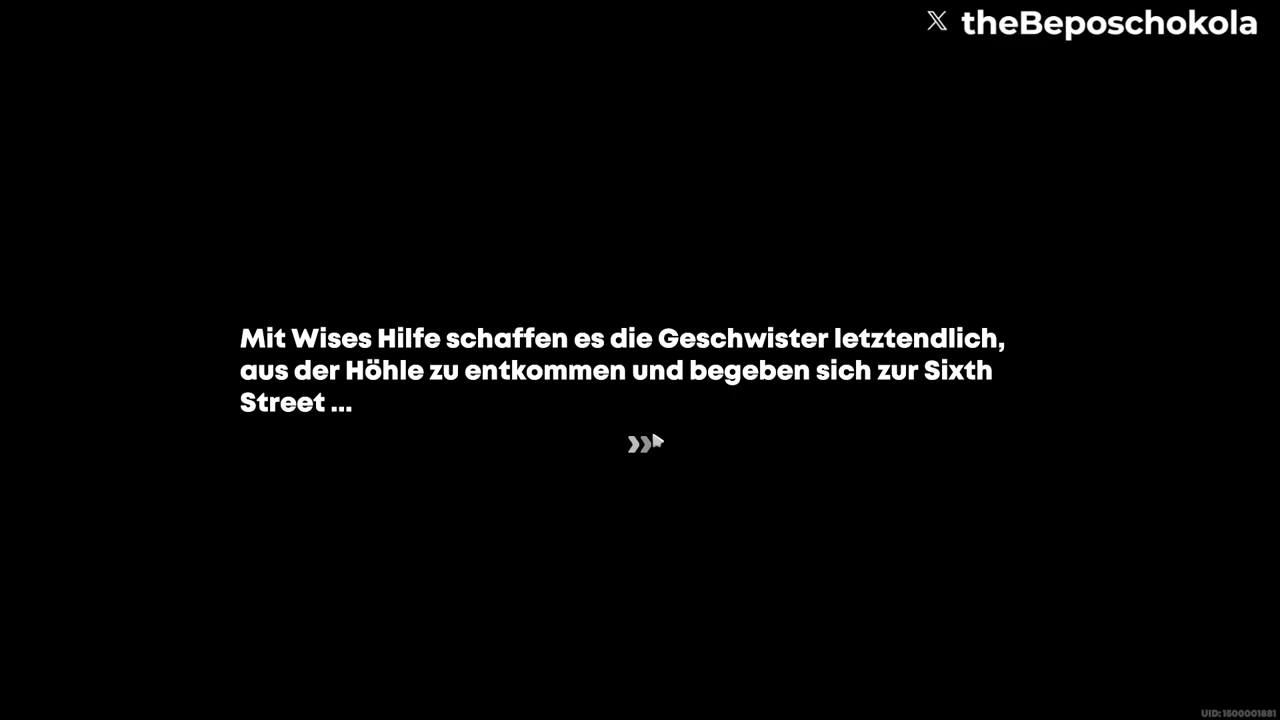 theBeposchokola
Mit Wises Hilfe schaffen es die Geschwister letztendlich,
aus der Höhle zu entkommen und begeben sich zur Sixth
Street ...
UID: 1500001881